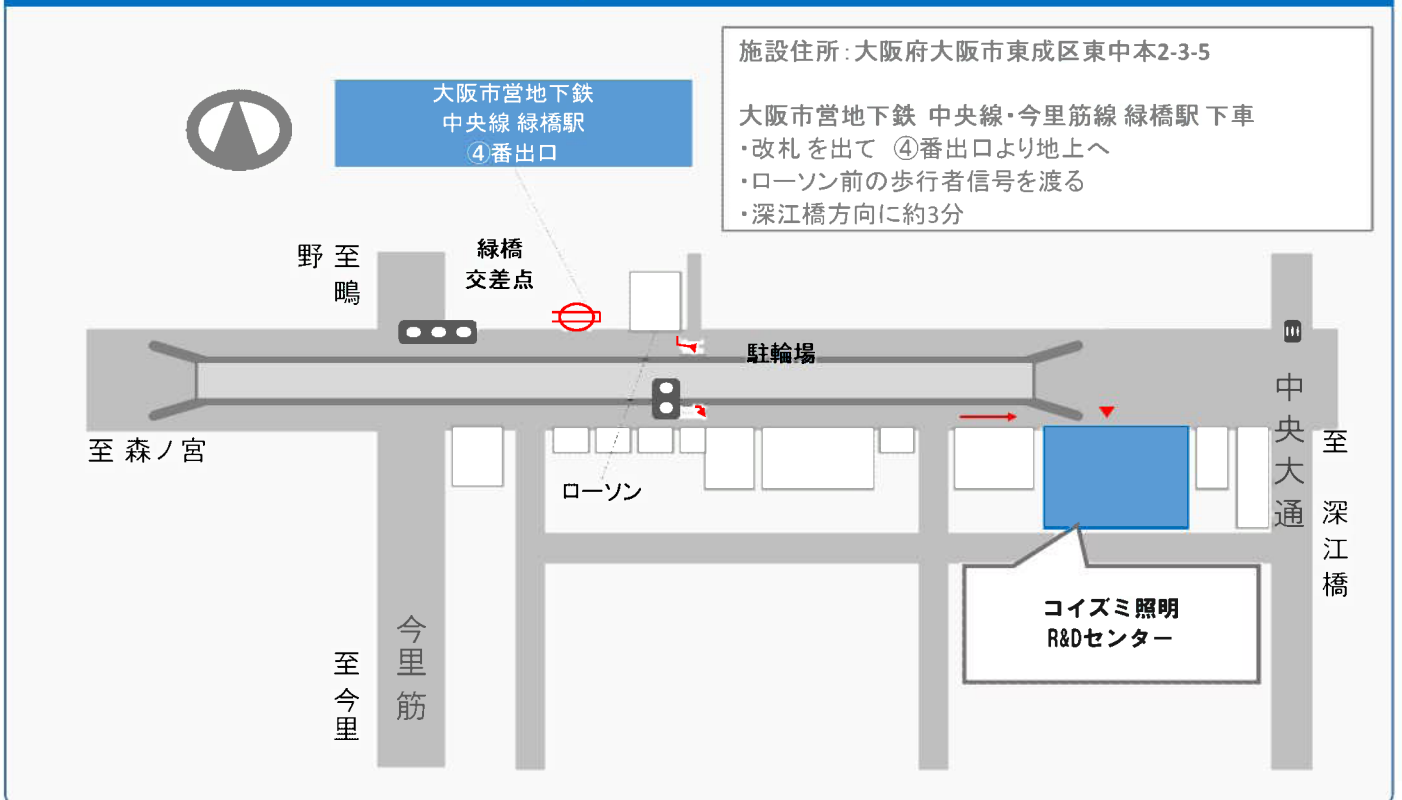 大阪市営地下鉄
中央線 緑橋駅
④番出口
施設住所:大阪府大阪市東成区東中本2-3-5
大阪市営地下鉄 中央線・今里筋線 緑橋駅 下車
・改札を出て ④番出口より地上へ
・ローソン前の歩行者信号を渡る
・深江橋方向に約3分
至鴫野
緑橋
交差点
駐輪場
至 森ノ宮
ローソン
中央大通
至 深江橋
コイズミ照明
R&Dセンター
今里筋
至今里